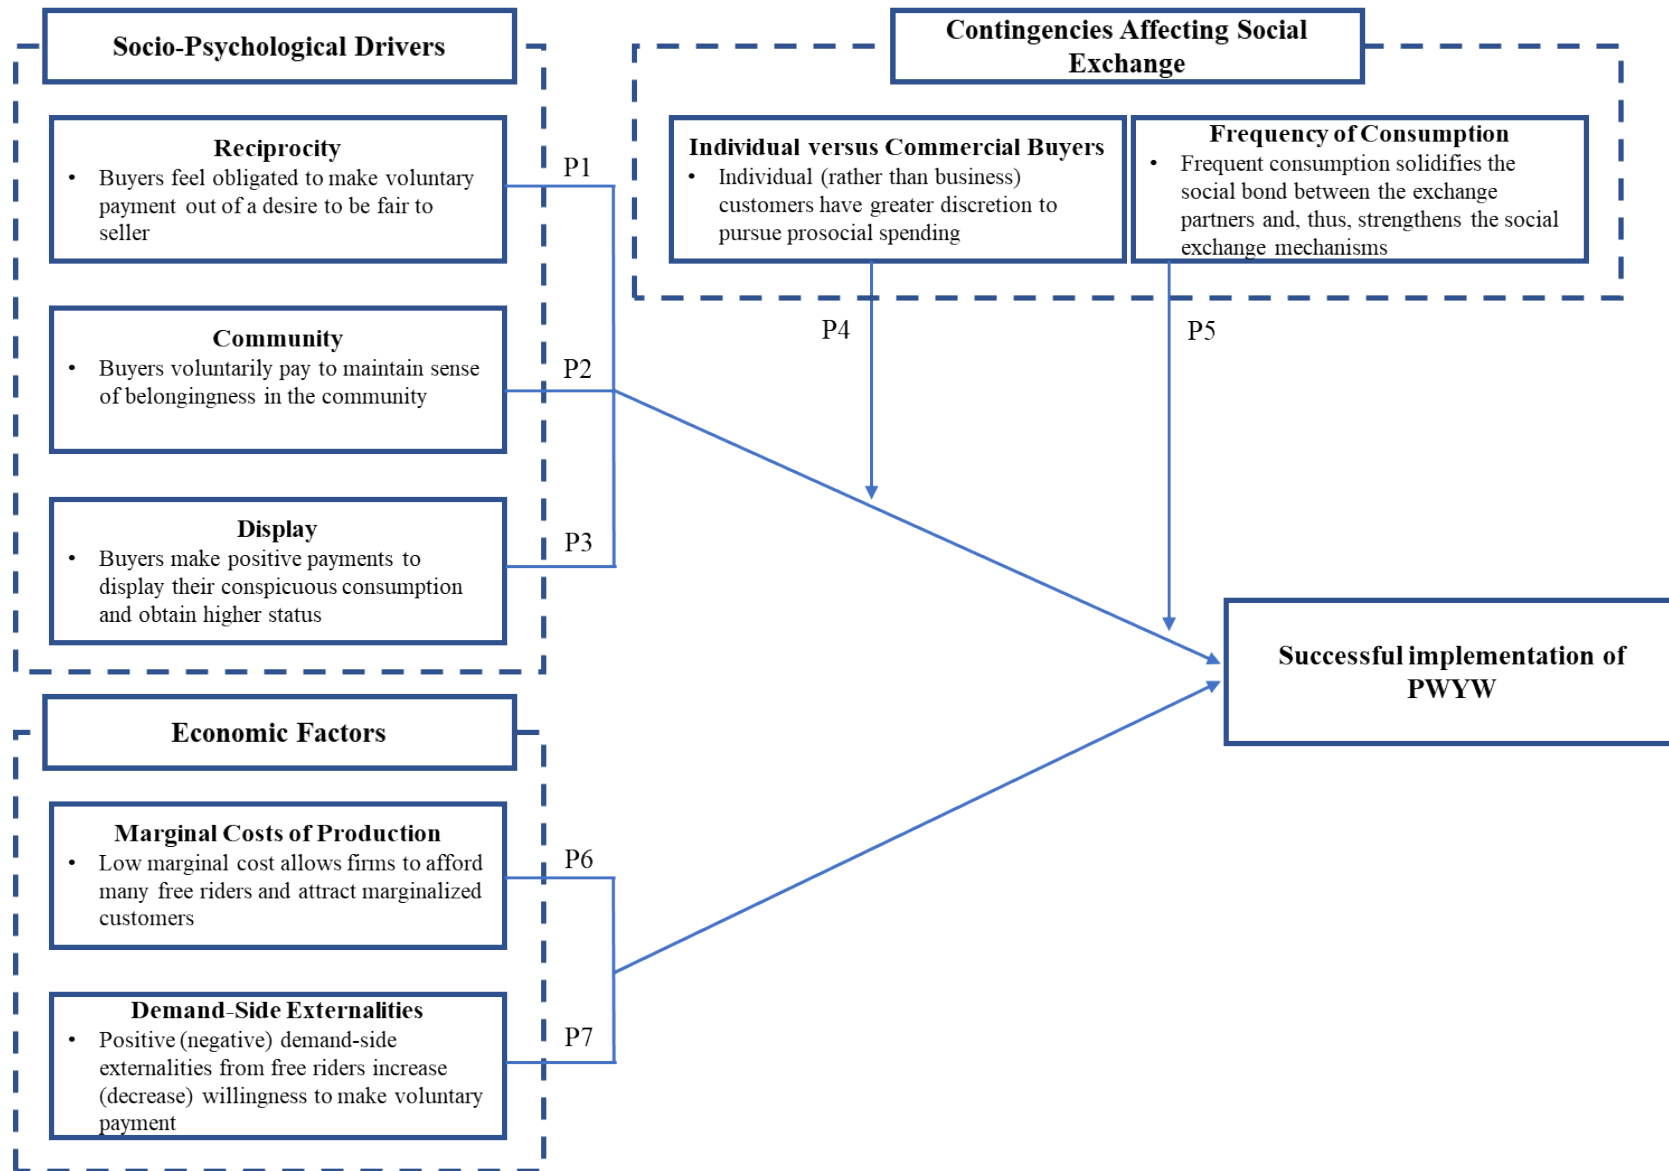 Socio-Psychological Drivers
Reciprocity
• Buyers feel obligated to make voluntary
payment out of a desire to be fair to
seller
P1
Community
• Buyers voluntarily pay to maintain sense
of belongingness in the community
P2
Display
• Buyers make positive payments to
display their conspicuous consumption
and obtain higher status
P3
Contingencies Affecting Social
Exchange
Individual versus Commercial Buyers
• Individual (rather than business)
customers have greater discretion to
pursue prosocial spending
P4
Frequency of Consumption
• Frequent consumption solidifies the
social bond between the exchange
partners and, thus, strengthens the social
exchange mechanisms
P5
Economic Factors
Marginal Costs of Production
• Low marginal cost allows firms to afford
many free riders and attract marginalized
customers
P6
Demand-Side Externalities
• Positive (negative) demand-side
externalities from free riders increase
(decrease) willingness to make voluntary
payment
P7
Successful implementation of
PWYW